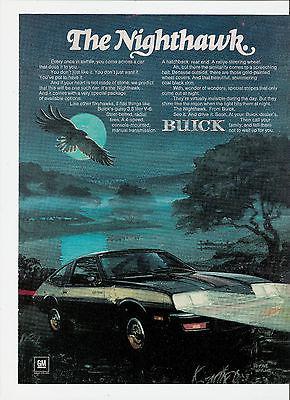 The Nighthawk.
Every once in awhile, you come across a car
that does it to you.
You don't just like it. You don't just want it.
You've got to have it.
And if your heart is not made of stone, we predict
that this will be one such car. It's the Nighthawk.
And it comes with a very special package
of available options.
Like other Skyhawks, it has things like
Buick's gutsy 3.8 liter V-6.
Steel-belted, radial
tires. A 4-speed,
console-mounted,
manual transmission.
A hatchback rear end. A rallye steering wheel.
Ah, but there the similarity comes to a screeching
halt. Because outside, there are those gold-painted
wheels. And that beautiful, shimmering
coal black skin.
With, wonder of wonders, special stripes that only
come out at night.
They're virtually invisible during the day. But they
shine like the moon when the light hits them at night.
The Nighthawk. From Buick.
See it. And drive it. Soon. At your Buick dealer's.
Then call your
family, and tell them
not to wait up for you.
BUICK
GM